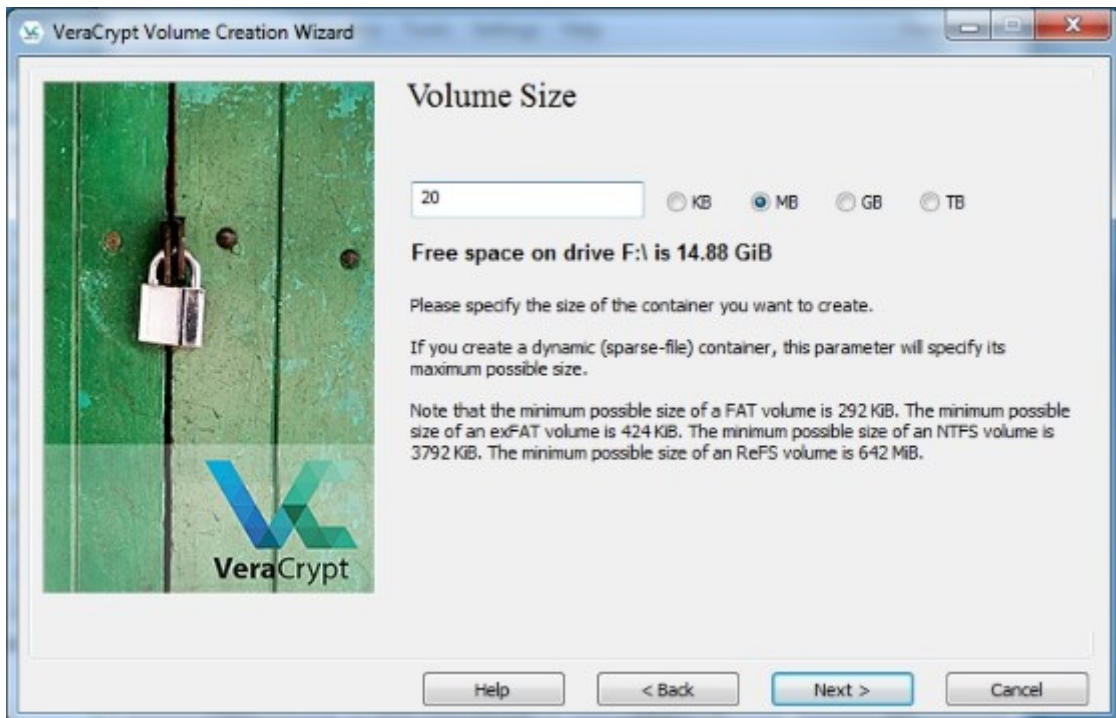 VeraCrypt Volume Creation Wizard
Volume Size
20
KB MB GB TB
Free space on drive F:\ is 14.88 GiB
Please specify the size of the container you want to create.
If you create a dynamic (sparse-file) container, this parameter will specify its
maximum possible size.
Note that the minimum possible size of a FAT volume is 292 KiB. The minimum possible
size of an exFAT volume is 424 KiB. The minimum possible size of an NTFS volume is
3792 KiB. The minimum possible size of an ReFS volume is 642 MiB.
VeraCrypt
Help < Back Next > Cancel